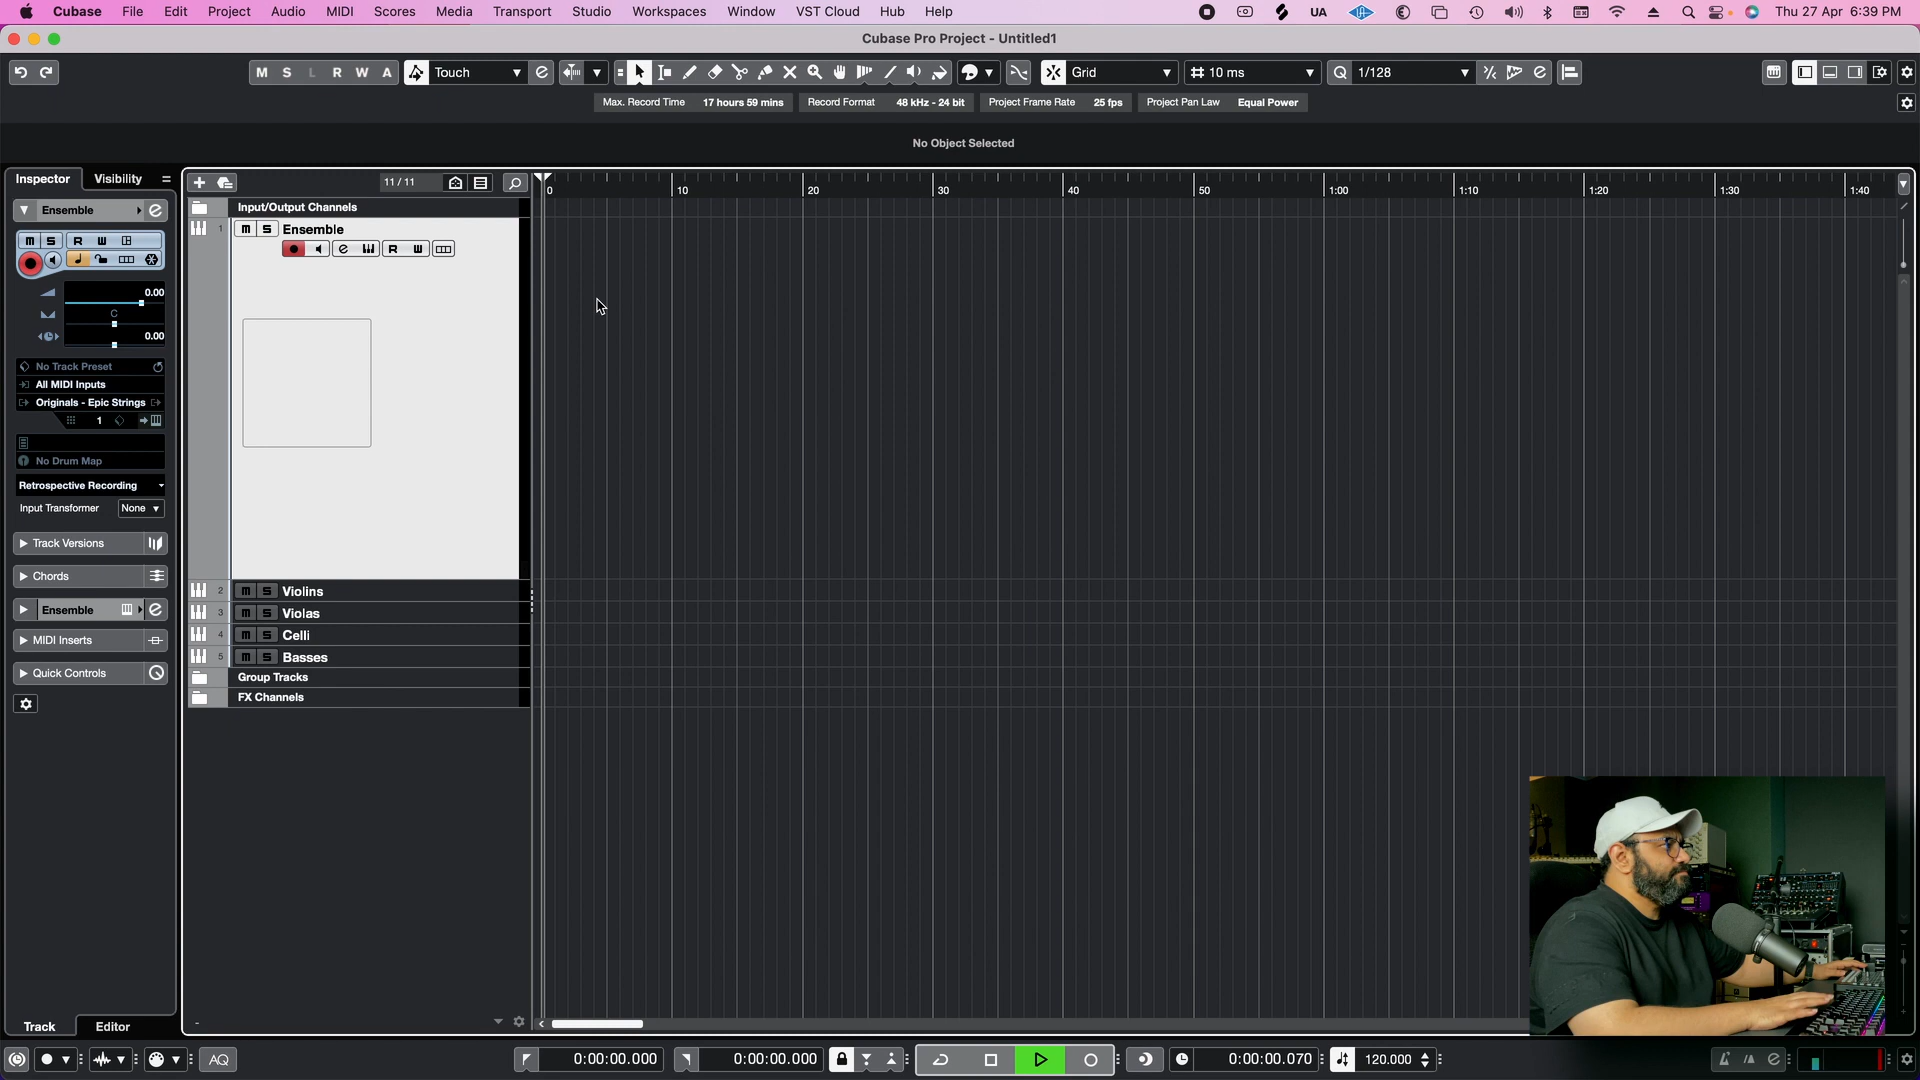 Cubase File Edit Project Audio MIDI Scores Media Transport Studio Workspaces Window VST Cloud Hub Help UA Thu 27 Apr 6:39 PM
Cubase Pro Project - Untitled1
M S L R W A Touch Grid 10 ms Q 1/128
Max. Record Time 17 hours 59 mins Record Format 48 kHz - 24 bit Project Frame Rate 25 fps Project Pan Law Equal Power
No Object Selected
Inspector Visibility 11 / 11
0 10 20 30 40 50 1:00 1:10 1:20 1:30 1:40
Ensemble
Input/Output Channels
1 m S Ensemble
m S R W
e R W
0.00
C
0.00
No Track Preset
All MIDI Inputs
Originals - Epic Strings
1
No Drum Map
Retrospective Recording
Input Transformer None
Track Versions
Chords
Ensemble
MIDI Inserts
Quick Controls
2 m S Violins
3 m S Violas
4 m S Celli
5 m S Basses
Group Tracks
FX Channels
Track Editor
AQ 0:00:00.000 0:00:00.000 0:00:00.070 120.000